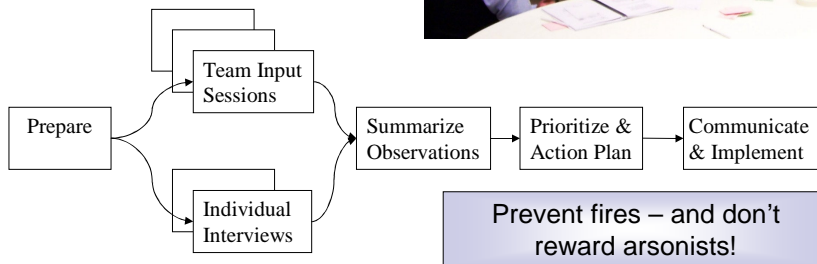 Team Input
Sessions
Prepare
Summarize
Observations
Prioritize &
Action Plan
Communicate
& Implement
Individual
Interviews
Prevent fires – and don't
reward arsonists!